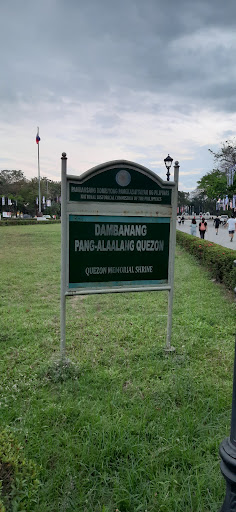 PAMBANSANG KOMISYONG PANGKASAYSAYAN NG PILIPINAS
NATIONAL HISTORICAL COMMISSION OF THE PHILIPPINES
DAMBANANG
PANG-ALAALANG QUEZON
QUEZON MEMORIAL SHRINE